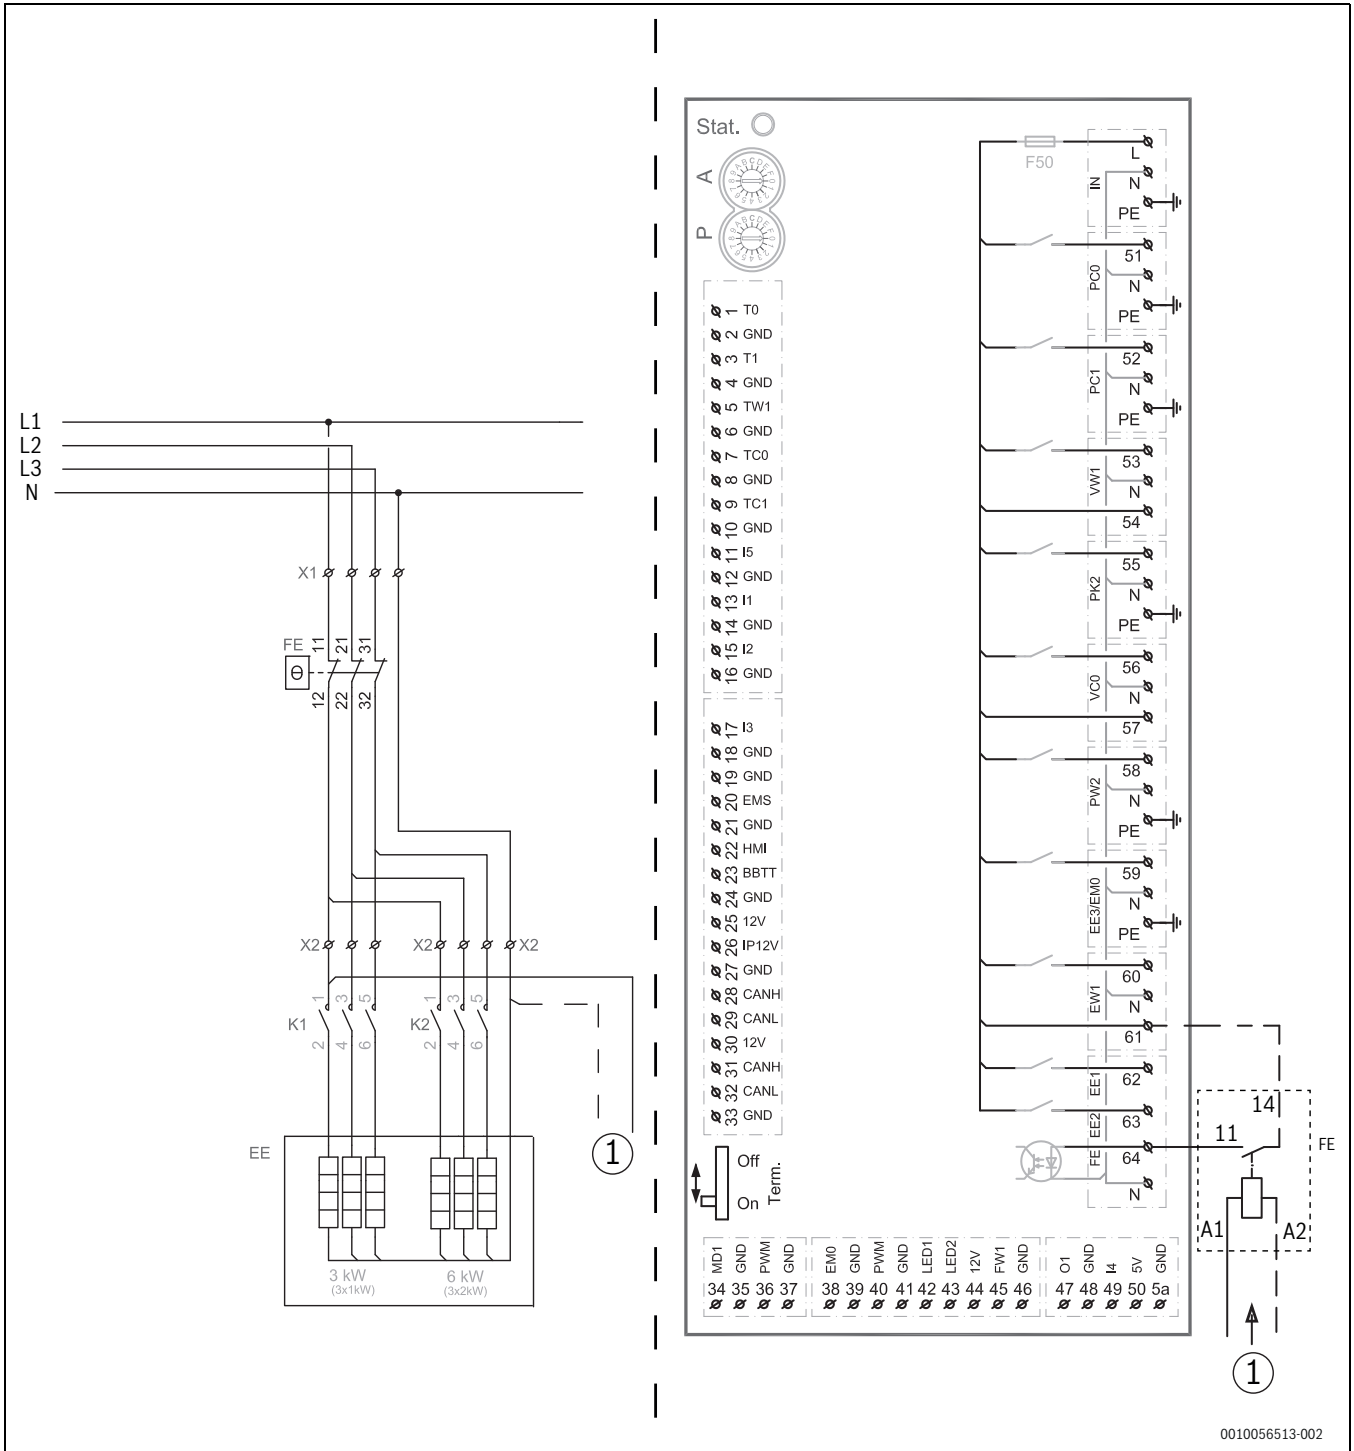 L1
L2
L3
N
X1
FE
11
21
31
θ
12
22
32
X2
X2
X2
1
3
5
K1
2
4
6
1
3
5
K2
2
4
6
1
EE
3 kW
(3x1kW)
6 kW
(3x2kW)
Stat.
A
P
1 T0
2 GND
3 T1
4 GND
5 TW1
6 GND
7 TC0
8 GND
9 TC1
10 GND
11 I5
12 GND
13 I1
14 GND
15 I2
16 GND
17 I3
18 GND
19 GND
20 EMS
21 GND
22 HMI
23 BBTT
24 GND
25 12V
26 IP12V
27 GND
28 CANH
29 CANL
30 12V
31 CANH
32 CANL
33 GND
Off
On
Term.
MD1 GND PWM GND
34 35 36 37
EM0 GND PWM GND LED1 LED2 12V FW1 GND
38 39 40 41 42 43 44 45 46
O1 GND I4 5V GND
47 48 49 50 5a
F50
IN
L
N
PE
PC0
51
N
PE
PC1
52
N
PE
VW1
53
N
54
PK2
55
N
PE
VC0
56
N
57
PW2
58
N
PE
EE3/EM0
59
N
PE
EW1
60
N
61
EE1
62
EE2
63
FE
64
N
14
11
FE
A1
A2
1
0010056513-002